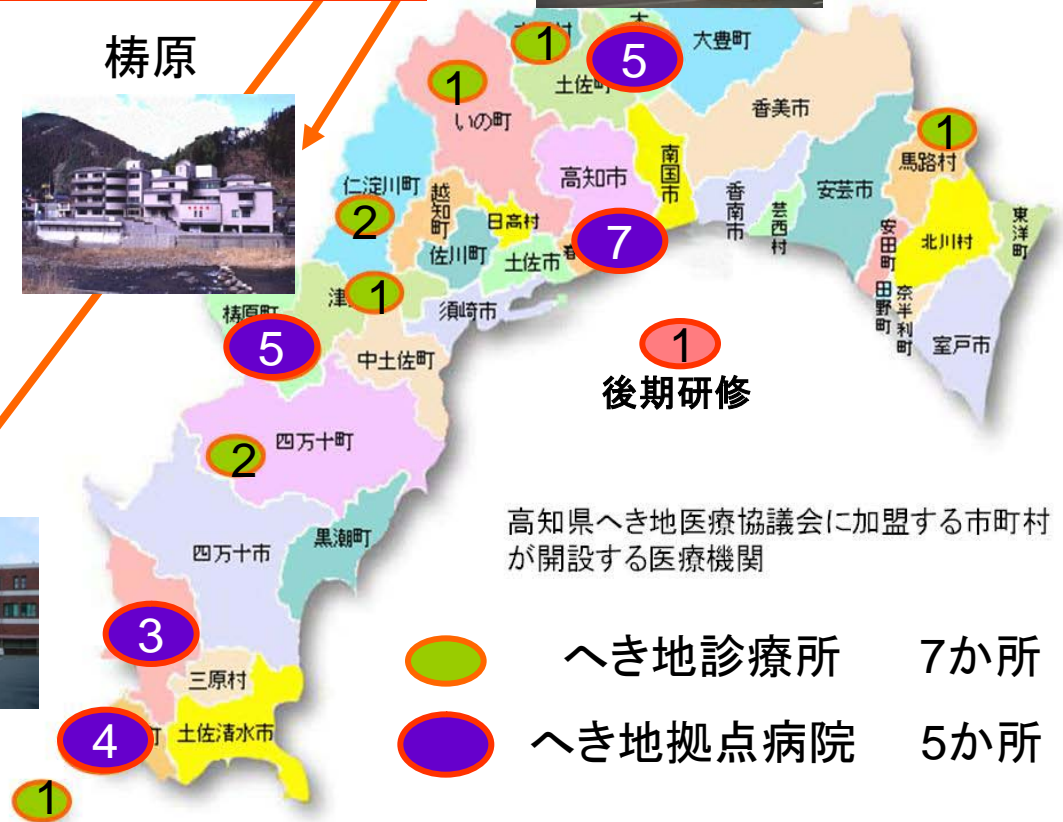 梼原
1
5
大豊町
土佐町
1
いの町
香美市
1
馬路村
高知市
南国市
安芸市
仁淀川町
越知町
2
日高村
香南市
芸西村
安田町
北川村
東洋町
佐川町
土佐市
7
田野町
奈半利町
室戸市
津
1
須崎市
梼原町
5
中土佐町
1
後期研修
四万十町
2
高知県へき地医療協議会に加盟する市町村
が開設する医療機関
四万十市
黒潮町
3
三原村
へき地診療所 7か所
4
町
土佐清水市
へき地拠点病院 5か所
1